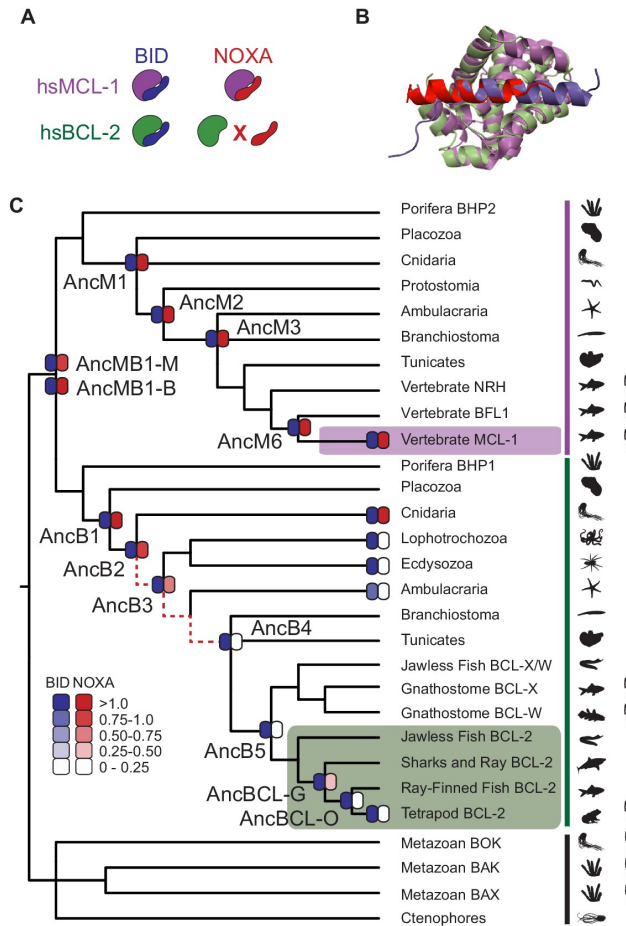 A
B
BID NOXA
hsMCL-1
hsBCL-2
X
C
Porifera BHP2
Placozoa
Cnidaria
AncM1
Protostomia
AncM2
Ambulacraria
AncM3
Branchiostoma
AncMB1-M
Tunicates
AncMB1-B
Vertebrate NRH
Vertebrate BFL1
AncM6
Vertebrate MCL-1
Porifera BHP1
Placozoa
AncB1
Cnidaria
AncB2
Lophotrochozoa
Ecdysozoa
AncB3
Ambulacraria
Branchiostoma
AncB4
Tunicates
Jawless Fish BCL-X/W
Gnathostome BCL-X
Gnathostome BCL-W
AncB5
Jawless Fish BCL-2
Sharks and Ray BCL-2
AncBCL-G
Ray-Finned Fish BCL-2
AncBCL-O
Tetrapod BCL-2
BID NOXA
>1.0
0.75-1.0
0.50-0.75
0.25-0.50
0 - 0.25
Metazoan BOK
Metazoan BAK
Metazoan BAX
Ctenophores